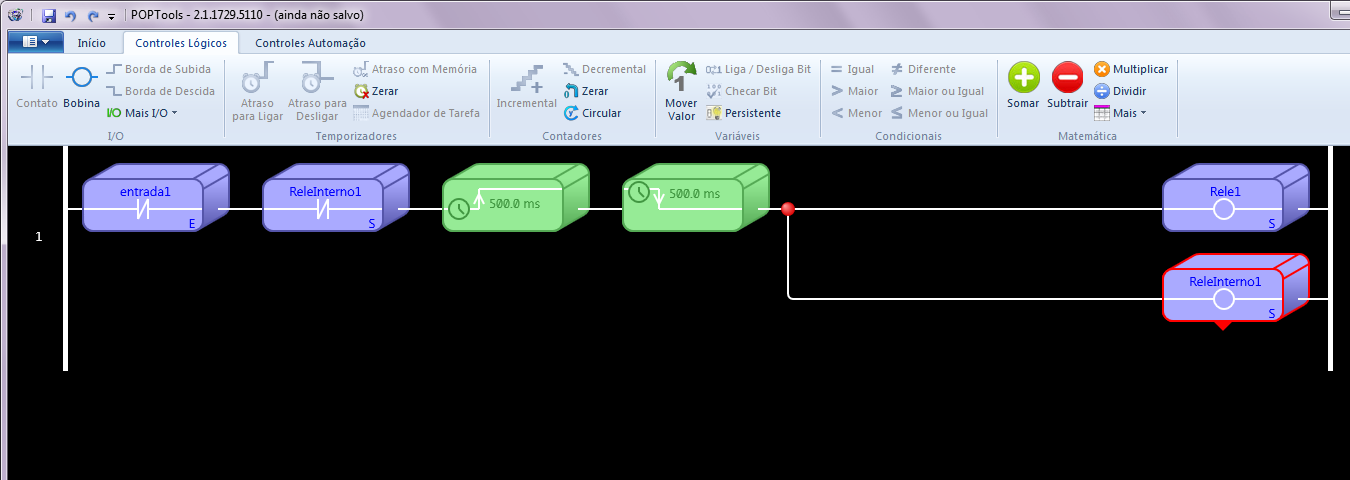 POPTools - 2.1.1729.5110 - (ainda não salvo)
Início Controles Lógicos Controles Automação
Contato
Bobina
Borda de Subida
Borda de Descida
I/O Mais I/O
I/O
Atraso para Ligar
Atraso para Desligar
Atraso com Memória
Zerar
Agendador de Tarefa
Temporizadores
Incremental
Decremental
Zerar
Circular
Contadores
1
Mover Valor
Liga / Desliga Bit
Checar Bit
Persistente
Variáveis
= Igual
> Maior
< Menor
≠ Diferente
≥ Maior ou Igual
≤ Menor ou Igual
Condicionais
Somar
Subtrair
Multiplicar
Dividir
Mais
Matemática
entrada1
E
ReleInterno1
S
500.0 ms
500.0 ms
Rele1
S
1
ReleInterno1
S